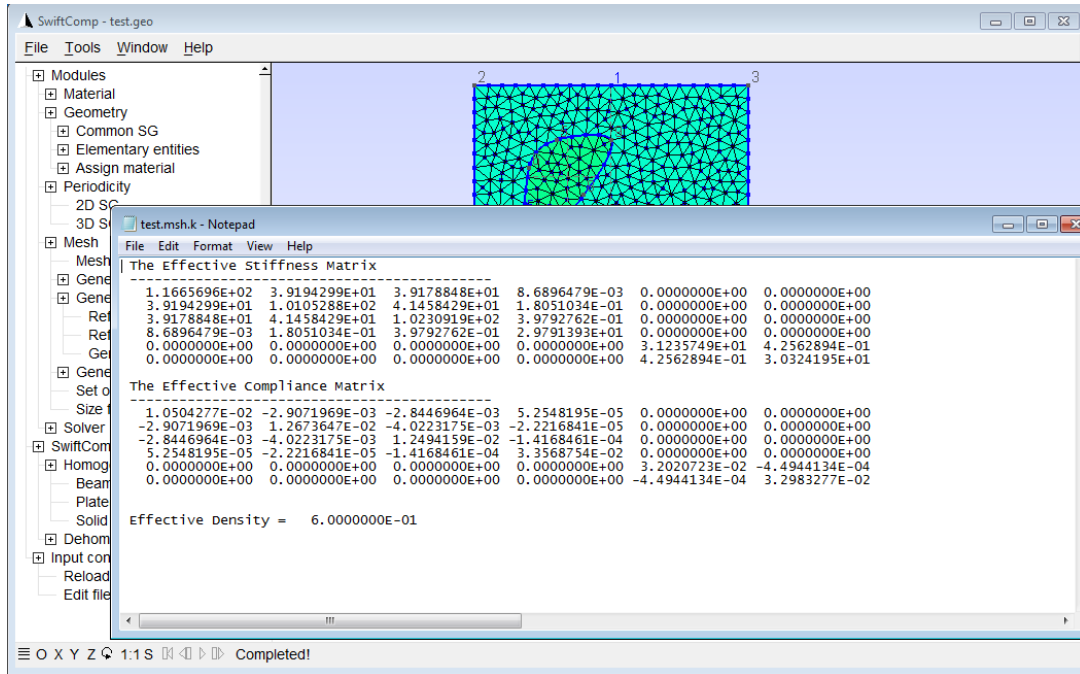 SwiftComp - test.geo
File Tools Window Help
Modules
Material
Geometry
Common SG
Elementary entities
Assign material
Periodicity
2D SG
3D
Mesh
Mesh
Gene
Gene
Ref
Ref
Ge
Gene
Set o
Size f
Solver
SwiftCom
Homog
Beam
Plate
Solid
Dehom
Input con
Reload
Edit file
2 1 3
test.msh.k - Notepad
File Edit Format View Help
The Effective Stiffness Matrix
--------------------------------------------
1.1665696E+02 3.9194299E+01 3.9178848E+01 8.6896479E-03 0.0000000E+00 0.0000000E+00
3.9194299E+01 1.0105288E+02 4.1458429E+01 1.8051034E-01 0.0000000E+00 0.0000000E+00
3.9178848E+01 4.1458429E+01 1.0230919E+02 3.9792762E-01 0.0000000E+00 0.0000000E+00
8.6896479E-03 1.8051034E-01 3.9792762E-01 2.9791393E+01 0.0000000E+00 0.0000000E+00
0.0000000E+00 0.0000000E+00 0.0000000E+00 0.0000000E+00 3.1235749E+01 4.2562894E-01
0.0000000E+00 0.0000000E+00 0.0000000E+00 0.0000000E+00 4.2562894E-01 3.0324195E+01
The Effective Compliance Matrix
--------------------------------------------
1.0504277E-02 -2.9071969E-03 -2.8446964E-03 5.2548195E-05 0.0000000E+00 0.0000000E+00
-2.9071969E-03 1.2673647E-02 -4.0223175E-03 -2.2216841E-05 0.0000000E+00 0.0000000E+00
-2.8446964E-03 -4.0223175E-03 1.2494159E-02 -1.4168461E-04 0.0000000E+00 0.0000000E+00
5.2548195E-05 -2.2216841E-05 -1.4168461E-04 3.3568754E-02 0.0000000E+00 0.0000000E+00
0.0000000E+00 0.0000000E+00 0.0000000E+00 0.0000000E+00 3.2020723E-02 -4.4944134E-04
0.0000000E+00 0.0000000E+00 0.0000000E+00 0.0000000E+00 -4.4944134E-04 3.2983277E-02
Effective Density = 6.0000000E-01
O X Y Z 1:1 S Completed!